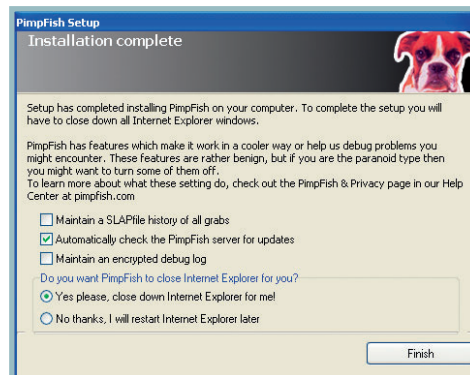 PimpFish Setup
Installation complete
Setup has completed installing PimpFish on your computer. To complete the setup you will
have to close down all Internet Explorer windows.
PimpFish has features which make it work in a cooler way or help us debug problems you
might encounter. These features are rather benign, but if you are the paranoid type then
you might want to turn some of them off.
To learn more about what these setting do, check out the PimpFish & Privacy page in our Help
Center at pimpfish.com
Maintain a SLAPfile history of all grabs
Automatically check the PimpFish server for updates
Maintain an encrypted debug log
Do you want PimpFish to close Internet Explorer for you?
Yes please, close down Internet Explorer for me!
No thanks, I will restart Internet Explorer later
Finish